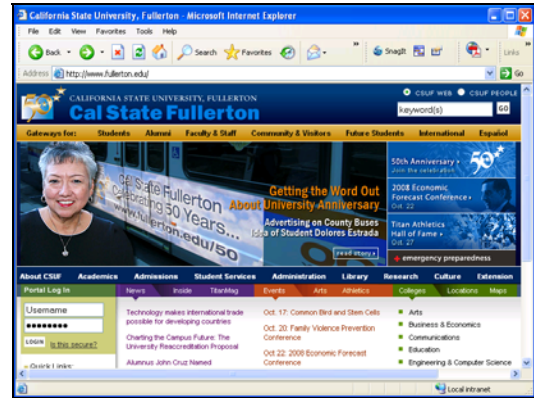 California State University, Fullerton - Microsoft Internet Explorer
File Edit View Favorites Tools Help
Back Search Favorites SnagIt Links
Address http://www.fullerton.edu/ Go
50 CALIFORNIA STATE UNIVERSITY, FULLERTON
Cal State Fullerton
CSUF WEB CSUF PEOPLE
keyword(s) GO
Gateways for: Students Alumni Faculty & Staff Community & Visitors Future Students International Español
Cal State Fullerton
Celebrating 50 Years...
www.fullerton.edu/50
Getting the Word Out
About University Anniversary
Advertising on County Buses
Idea of Student Dolores Estrada
read story
50th Anniversary
Join the celebration
50
2008 Economic
Forecast Conference
Oct. 22
Titan Athletics
Hall of Fame
Oct. 27
emergency preparedness
About CSUF Academics Admissions Student Services Administration Library Research Culture Extension
Portal Log In News Inside TitanMag Events Arts Athletics Colleges Locations Maps
Username
LOGIN Is this secure?
Quick Links:
Technology makes international trade
possible for developing countries
Charting the Campus Future: The
University Reaccreditation Proposal
Alumnus John Cruz Named
Oct. 17: Common Bird and Stem Cells
Oct. 20: Family Violence Prevention
Conference
Oct 22: 2008 Economic Forecast
Conference
Arts
Business & Economics
Communications
Education
Engineering & Computer Science
Local intranet